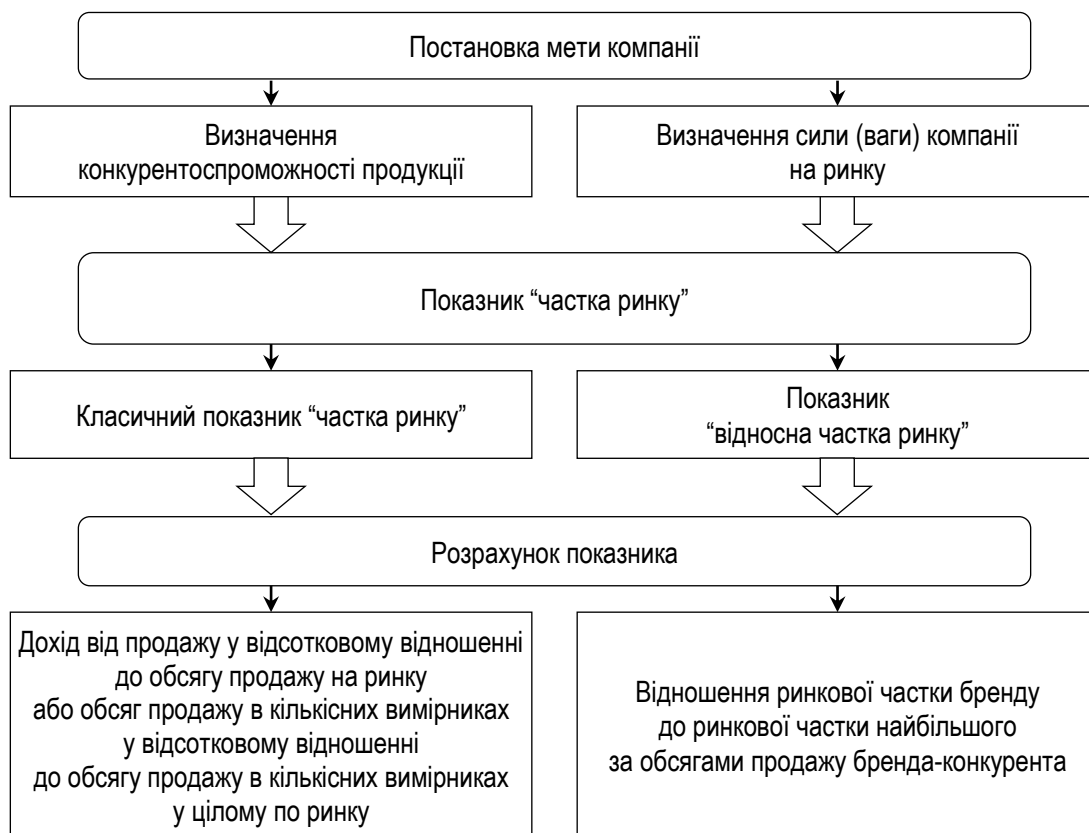 Постановка мети компанії
Визначення
конкурентоспроможності продукції
Визначення сили (ваги) компанії
на ринку
Показник “частка ринку”
Класичний показник “частка ринку”
Показник
“відносна частка ринку”
Розрахунок показника
Дохід від продажу у відсотковому відношенні
до обсягу продажу на ринку
або обсяг продажу в кількісних вимірниках
у відсотковому відношенні
до обсягу продажу в кількісних вимірниках
у цілому по ринку
Відношення ринкової частки бренду
до ринкової частки найбільшого
за обсягами продажу бренда-конкурента